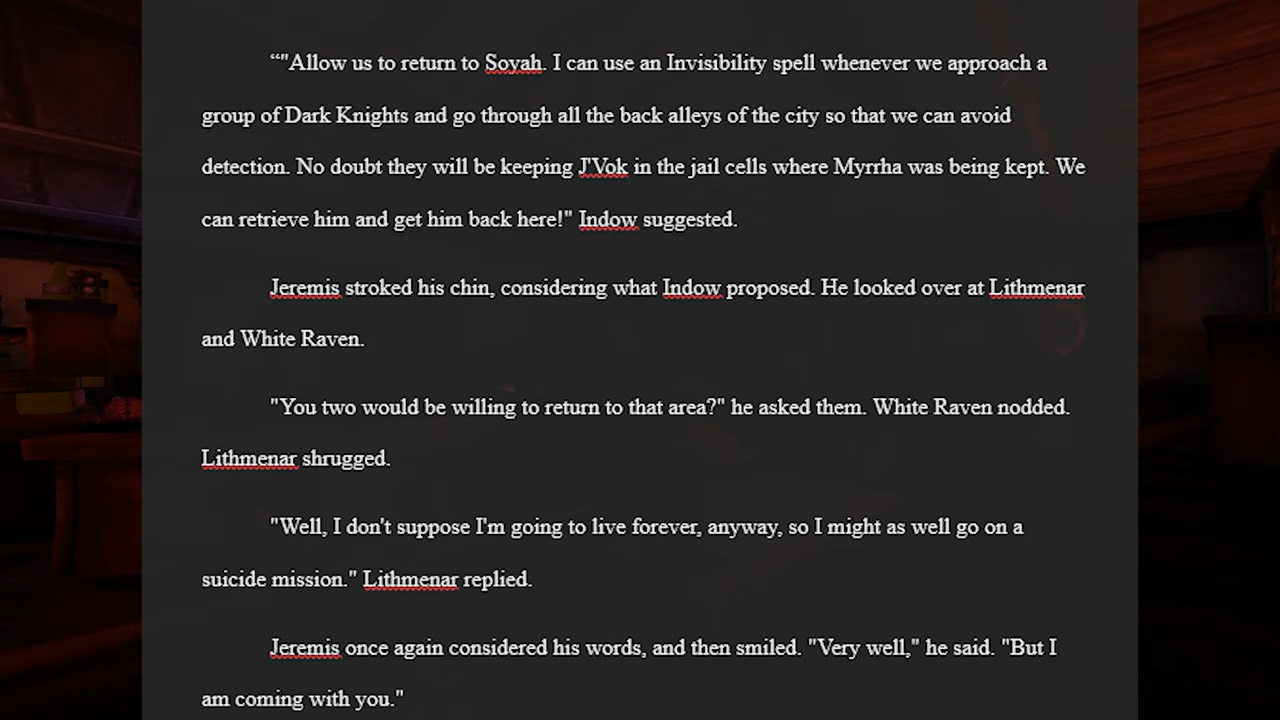 “"Allow us to return to Soyah. I can use an Invisibility spell whenever we approach a
group of Dark Knights and go through all the back alleys of the city so that we can avoid
detection. No doubt they will be keeping J'Vok in the jail cells where Myrrha was being kept. We
can retrieve him and get him back here!" Indow suggested.
Jeremis stroked his chin, considering what Indow proposed. He looked over at Lithmenar
and White Raven.
"You two would be willing to return to that area?" he asked them. White Raven nodded.
Lithmenar shrugged.
"Well, I don't suppose I'm going to live forever, anyway, so I might as well go on a
suicide mission." Lithmenar replied.
Jeremis once again considered his words, and then smiled. "Very well," he said. "But I
am coming with you."